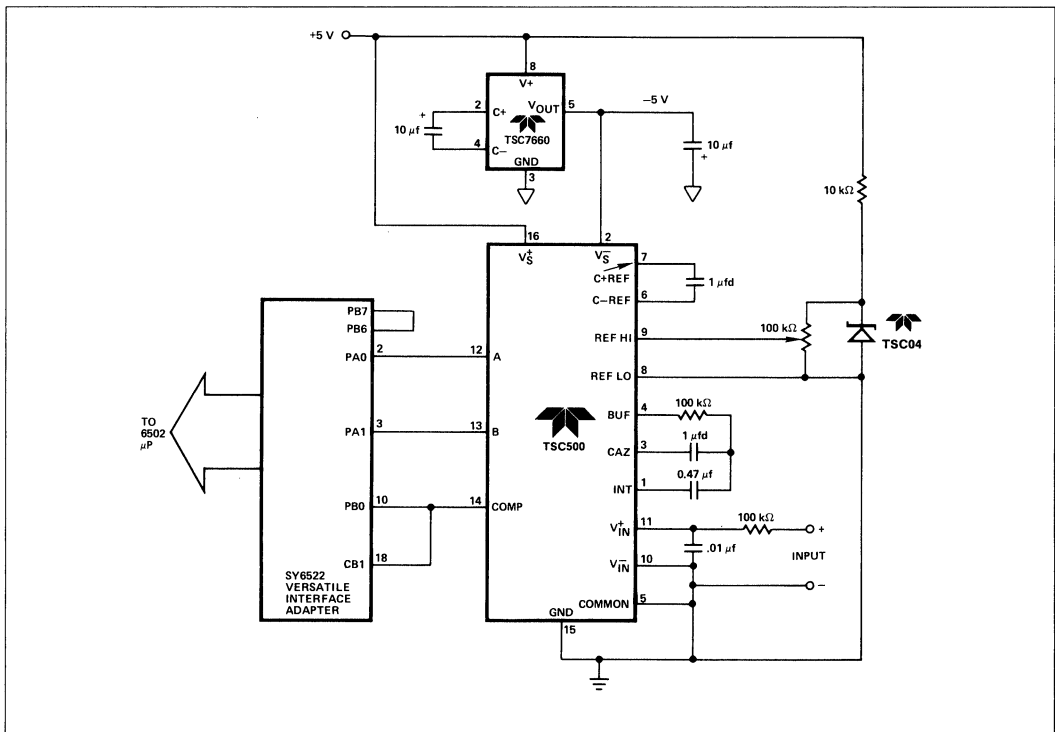 +5 V
8
V+
2
C+
VOUT
5
−5 V
+
10 μf
TSC7660
4
C−
GND
3
10 μf
+
10 kΩ
16
VS+
2
VS−
7
C+REF
1 μfd
C−REF
6
PB7
PB6
PA0
2
12
A
REF HI
9
100 kΩ
TSC04
REF LO
8
TO
6502
μP
PA1
3
13
B
TSC500
BUF
4
100 kΩ
CAZ
3
1 μfd
INT
1
0.47 μf
PB0
10
14
COMP
VIN+
11
100 kΩ
+
.01 μf
INPUT
VIN−
10
−
CB1
18
SY6522
VERSATILE
INTERFACE
ADAPTER
COMMON
5
GND
15